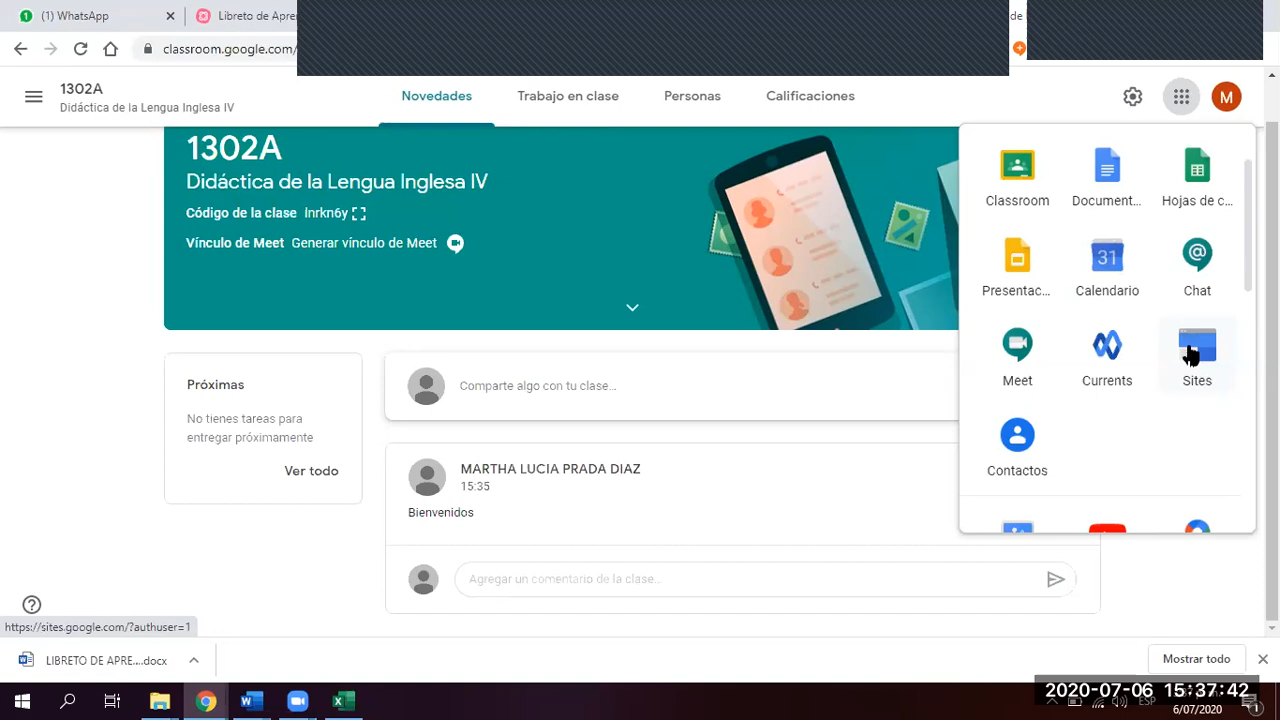 (1) WhatsApp
de
classroom.google.com/
1302A
Didáctica de la Lengua Inglesa IV
Novedades
Trabajo en clase
Personas
Calificaciones
M
1302A
Didáctica de la Lengua Inglesa IV
Código de la clase lnrkn6y
Vínculo de Meet Generar vínculo de Meet
Classroom
Document...
Hojas de c...
31
Presentac...
Calendario
Chat
Meet
Currents
Sites
Contactos
Próximas
No tienes tareas para
entregar próximamente
Ver todo
Comparte algo con tu clase...
MARTHA LUCIA PRADA DIAZ
15:35
Bienvenidos
Agregar un comentario de la clase..
https://sites.google.com/?authuser=1
LIBRETO DE APRE....docx
Mostrar todo
2020-07-06 15:37:42
ESP
6/07/2020